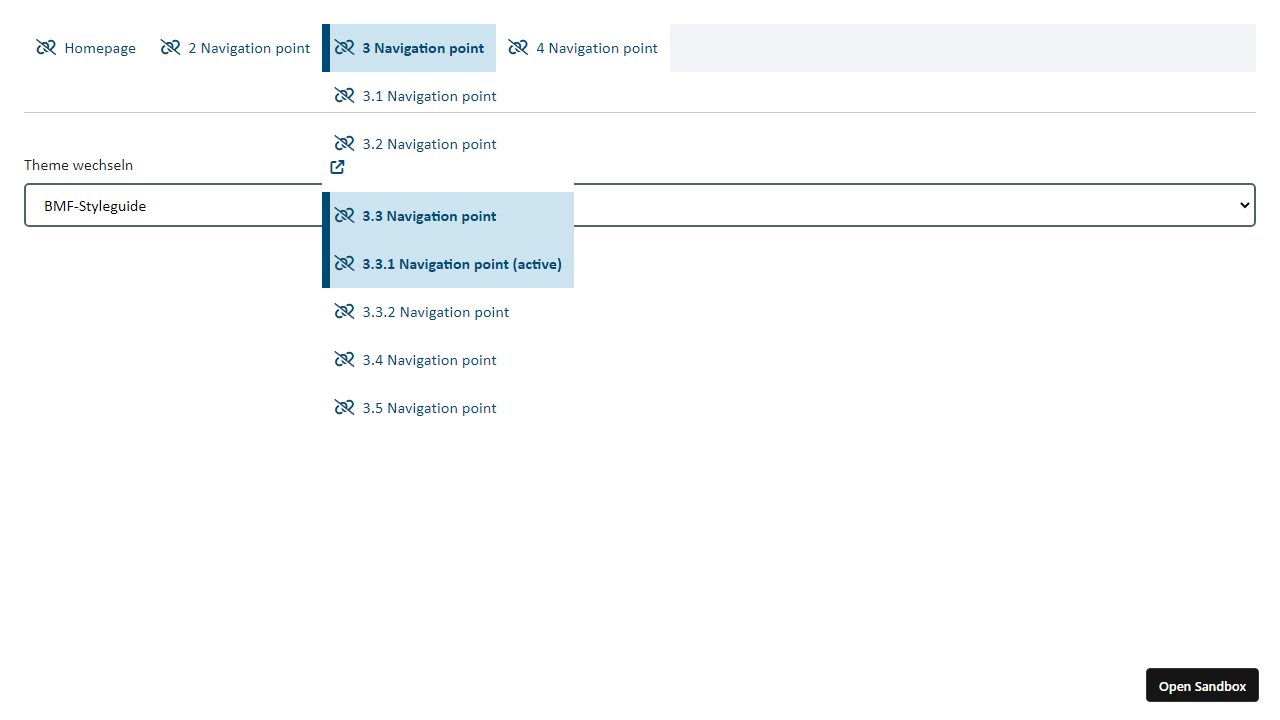 Homepage 2 Navigation point 3 Navigation point 4 Navigation point
3.1 Navigation point
3.2 Navigation point
Theme wechseln
BMF-Styleguide
3.3 Navigation point
3.3.1 Navigation point (active)
3.3.2 Navigation point
3.4 Navigation point
3.5 Navigation point
Open Sandbox